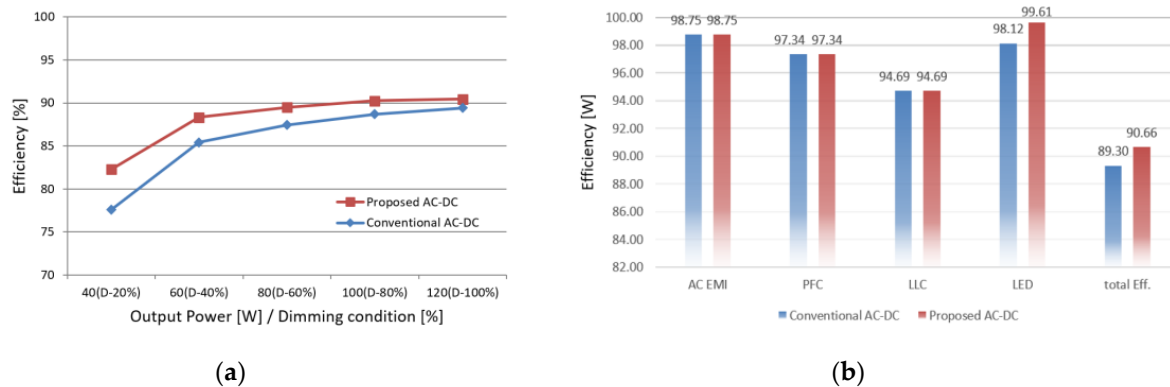 100
95
90
85
80
75
70
Efficiency [%]
Proposed AC-DC
Conventional AC-DC
40(D-20%) 60(D-40%) 80(D-60%) 100(D-80%) 120(D-100%)
Output Power [W] / Dimming condition [%]
(a)
100.00
98.00
96.00
94.00
92.00
90.00
88.00
86.00
84.00
82.00
Efficiency [W]
98.75 98.75
97.34 97.34
94.69 94.69
98.12 99.61
89.30 90.66
AC EMI PFC LLC LED total Eff.
Conventional AC-DC Proposed AC-DC
(b)